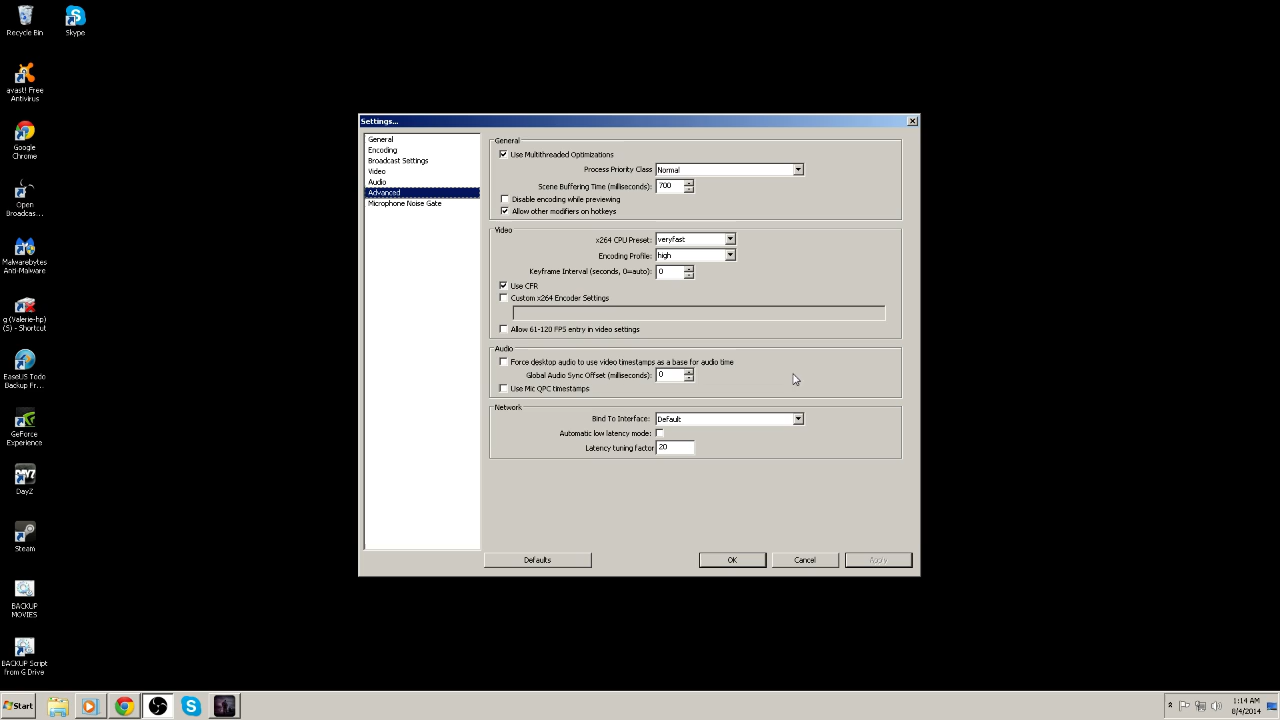 Recycle Bin
Skype
avast! Free
Antivirus
Google
Chrome
Open
Broadcas...
Malwarebytes
Anti-Malware
g (Valerie-hp)
(S) - Shortcut
EaseUS Todo
Backup Fr...
GeForce
Experience
DayZ
Steam
BACKUP
MOVIES
BACKUP Script
from G Drive
Settings...
General
Encoding
Broadcast Settings
Video
Audio
Advanced
Microphone Noise Gate
General
Use Multithreaded Optimizations
Process Priority Class Normal
Scene Buffering Time (milliseconds): 700
Disable encoding while previewing
Allow other modifiers on hotkeys
Video
x264 CPU Preset: veryfast
Encoding Profile: high
Keyframe Interval (seconds, 0=auto): 0
Use CFR
Custom x264 Encoder Settings
Allow 61-120 FPS entry in video settings
Audio
Force desktop audio to use video timestamps as a base for audio time
Global Audio Sync Offset (milliseconds): 0
Use Mic QPC timestamps
Network
Bind To Interface: Default
Automatic low latency mode:
Latency tuning factor 20
Defaults OK Cancel Apply
Start
1:14 AM
8/4/2014